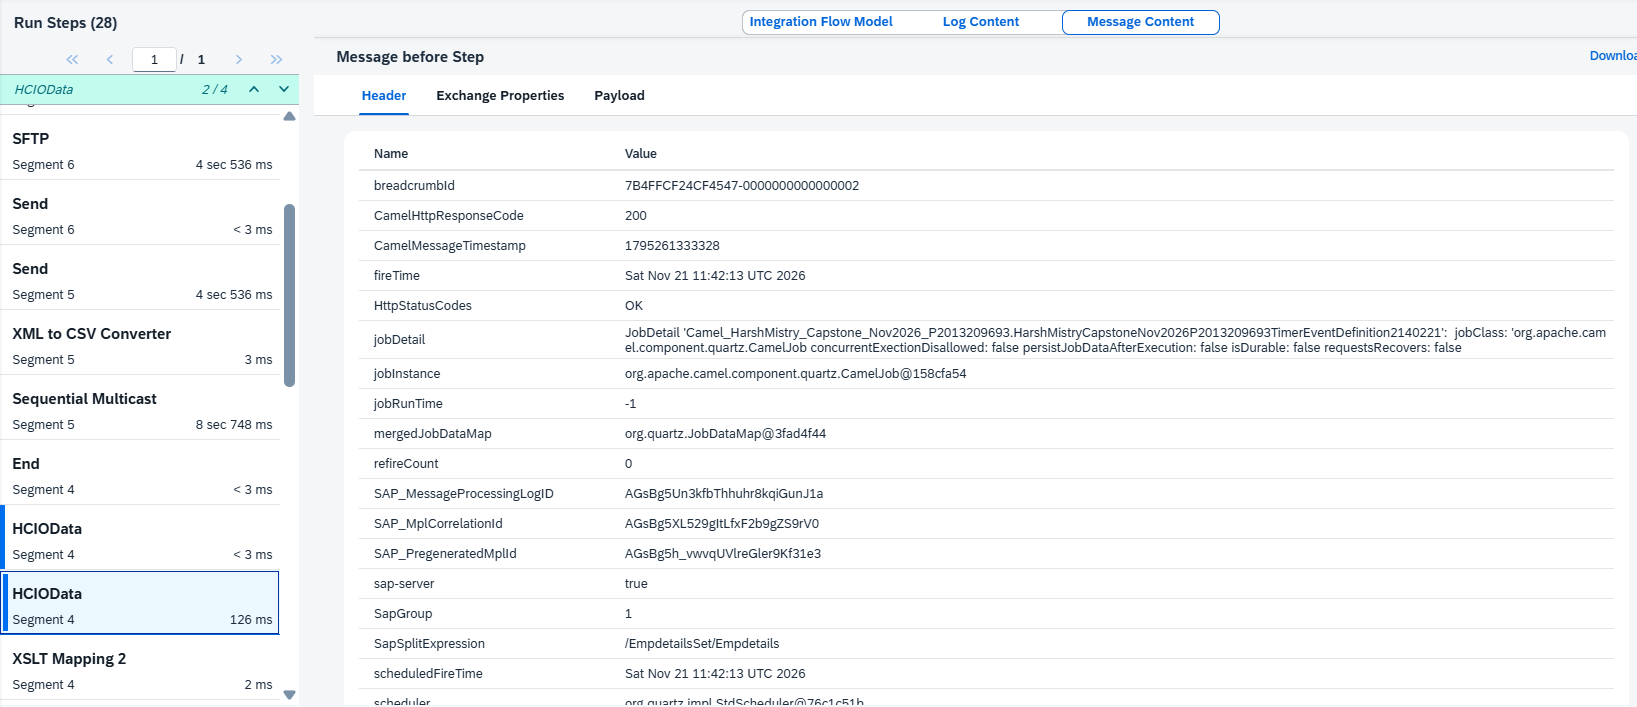 Run Steps (28)
1 / 1
HCIOData 2 / 4
SFTP
Segment 6 4 sec 536 ms
Send
Segment 6 < 3 ms
Send
Segment 5 4 sec 536 ms
XML to CSV Converter
Segment 5 3 ms
Sequential Multicast
Segment 5 8 sec 748 ms
End
Segment 4 < 3 ms
HCIOData
Segment 4 < 3 ms
HCIOData
Segment 4 126 ms
XSLT Mapping 2
Segment 4 2 ms
Integration Flow Model Log Content Message Content
Message before Step Downloa
Header Exchange Properties Payload
Name Value
breadcrumbId 7B4FFCF24CF4547-0000000000000002
CamelHttpResponseCode 200
CamelMessageTimestamp 1795261333328
fireTime Sat Nov 21 11:42:13 UTC 2026
HttpStatusCodes OK
jobDetail JobDetail 'Camel_HarshMistry_Capstone_Nov2026_P2013209693.HarshMistryCapstoneNov2026P2013209693TimerEventDefinition2140221': jobClass: 'org.apache.cam
el.component.quartz.CamelJob concurrentExectionDisallowed: false persistJobDataAfterExecution: false isDurable: false requestsRecovers: false
jobInstance org.apache.camel.component.quartz.CamelJob@158cfa54
jobRunTime -1
mergedJobDataMap org.quartz.JobDataMap@3fad4f44
refireCount 0
SAP_MessageProcessingLogID AGsBg5Un3kfbThhuhr8kqiGunJ1a
SAP_MplCorrelationId AGsBg5XL529gItLfxF2b9gZS9rV0
SAP_PregeneratedMplId AGsBg5h_vwvqUVlreGler9Kf31e3
sap-server true
SapGroup 1
SapSplitExpression /EmpdetailsSet/Empdetails
scheduledFireTime Sat Nov 21 11:42:13 UTC 2026
scheduler org.quartz.impl.StdScheduler@76c1c51b